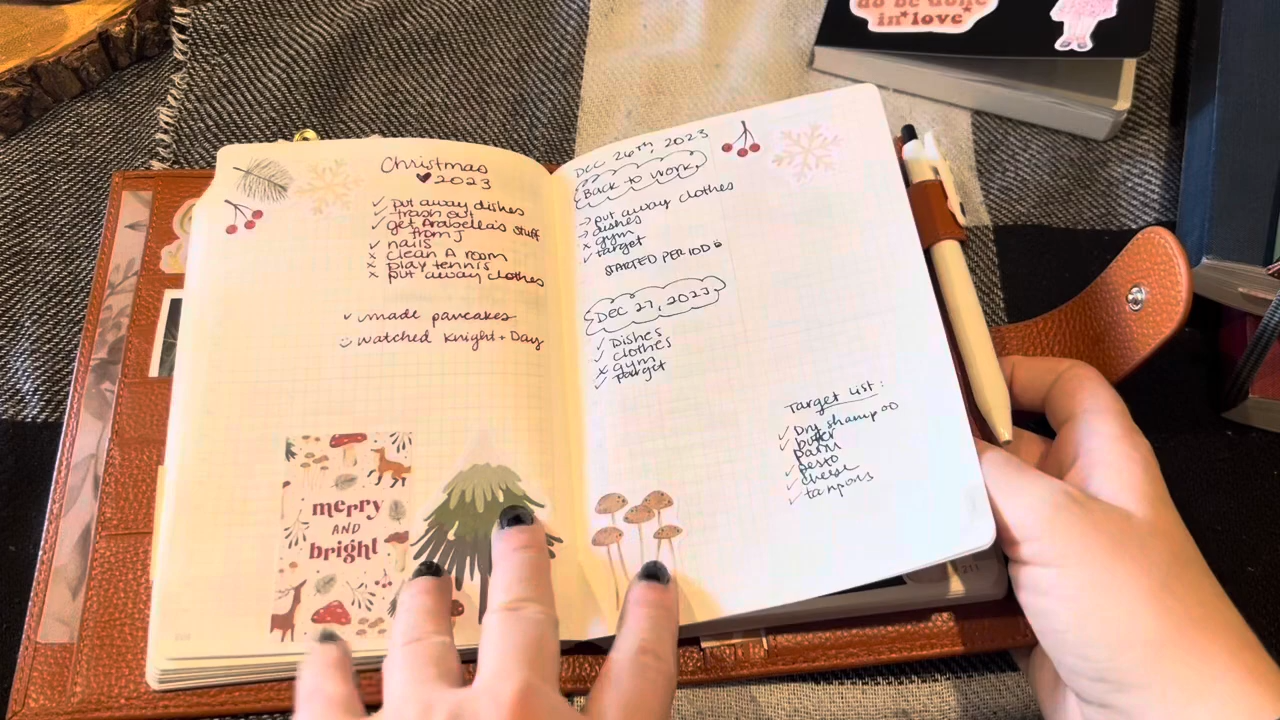 do be done
in*love*
Christmas
♥2023
✓ put away dishes
✓ trash out
✓ get Arabella's stuff
from J
✓ nails
x clean A room
x play tennis
x put away clothes
✓ made pancakes
watched Knight + Day
merry
AND
bright
DEC 26th, 2023
Back to work
→ put away clothes
→ dishes
x gym
✓ target
STARTED PERIOD
Dec 27, 2023
✓ Dishes
✓ clothes
x gym
✓ target
Target List:
✓ Dry shampoo
✓ butter
parm
✓ pesto
✓ cheese
✓ tampons
211